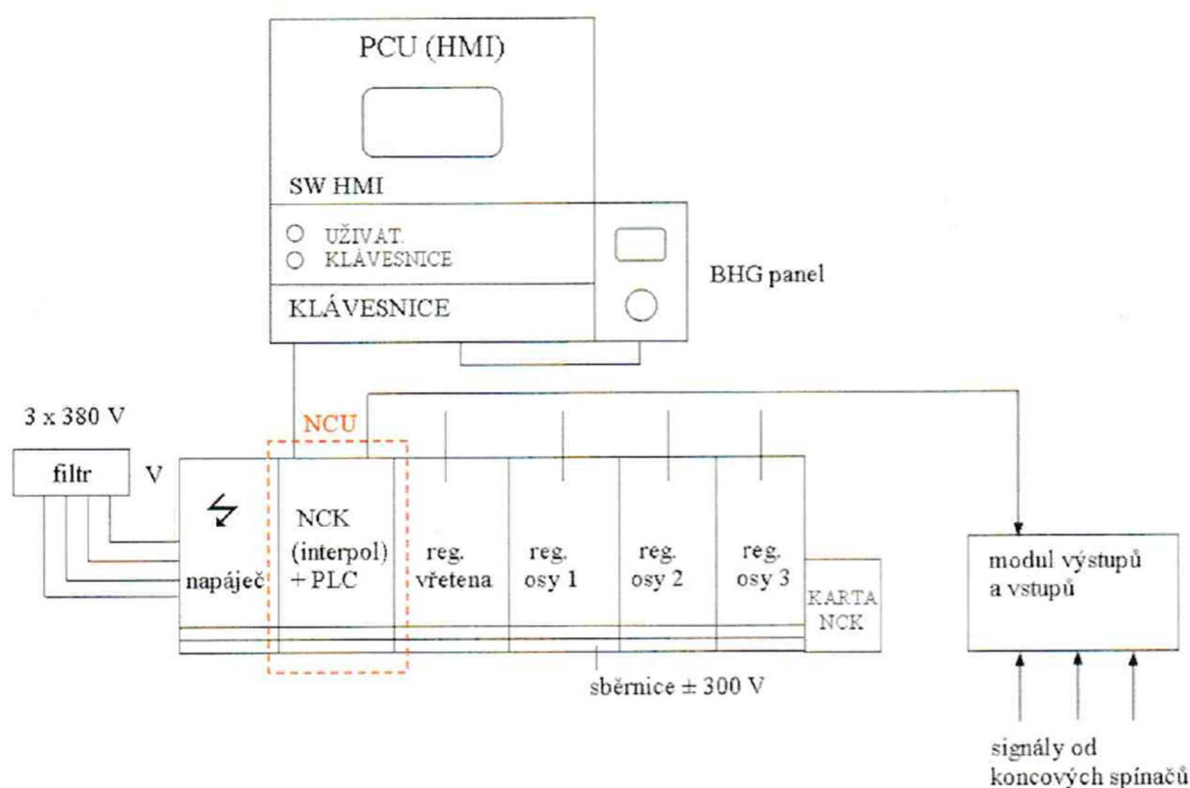 PCU (HMI)
SW HMI
UŽIVAT.
KLÁVESNICE
KLÁVESNICE
BHG panel
3 x 380 V
filtr
V
NCU
napáječ
NCK
(interpol)
+ PLC
reg.
vřetena
reg.
osy 1
reg.
osy 2
reg.
osy 3
KARTA
NCK
sběrnice ± 300 V
modul výstupů
a vstupů
signály od
koncových spínačů